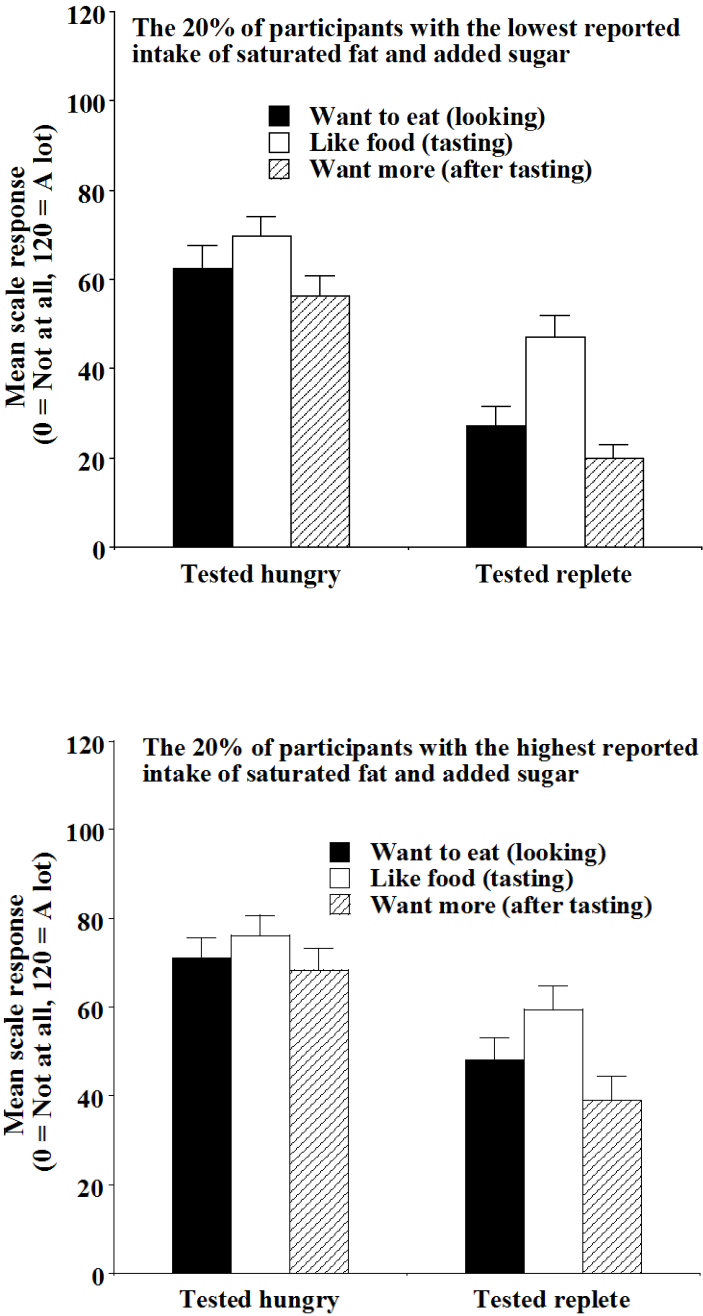 120
The 20% of participants with the lowest reported
intake of saturated fat and added sugar
100
Want to eat (looking)
Like food (tasting)
Want more (after tasting)
80
60
40
20
0
Mean scale response
(0 = Not at all, 120 = A lot)
Tested hungry
Tested replete
120
The 20% of participants with the highest reported
intake of saturated fat and added sugar
100
Want to eat (looking)
Like food (tasting)
Want more (after tasting)
80
60
40
20
0
Mean scale response
(0 = Not at all, 120 = A lot)
Tested hungry
Tested replete